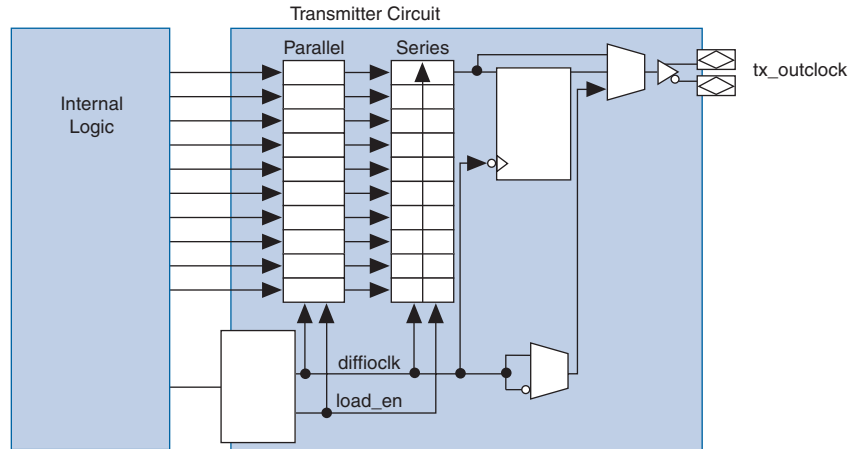 Transmitter Circuit
Parallel
Series
Internal
Logic
tx_outclock
diffioclk
load_en